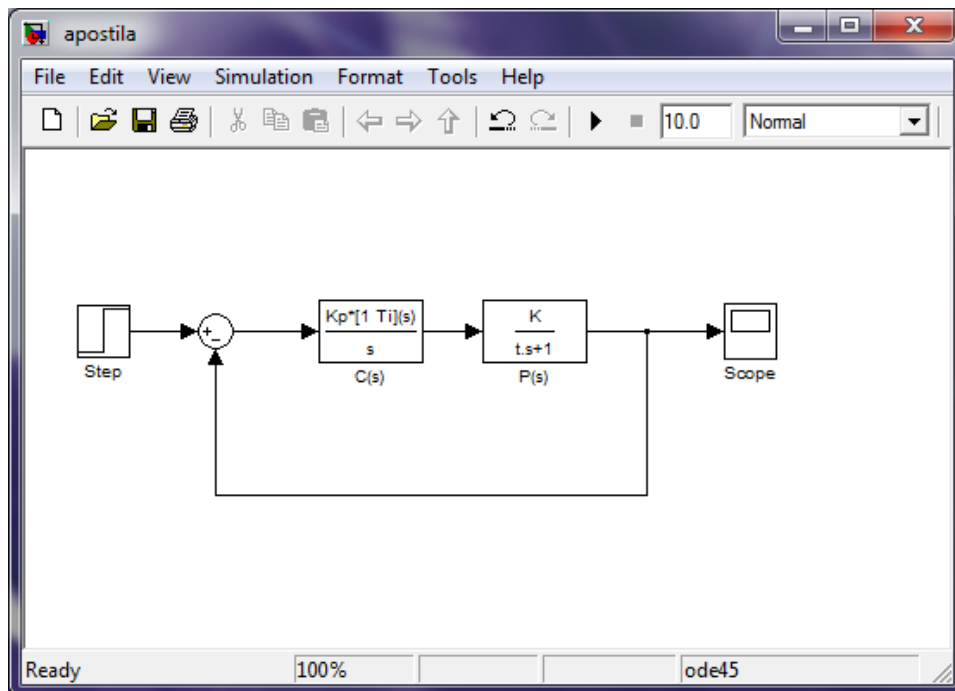 apostila
File Edit View Simulation Format Tools Help
10.0 Normal
Step
+
-
Kp*[1 Ti](s)
s
C(s)
K
t.s+1
P(s)
Scope
Ready 100% ode45